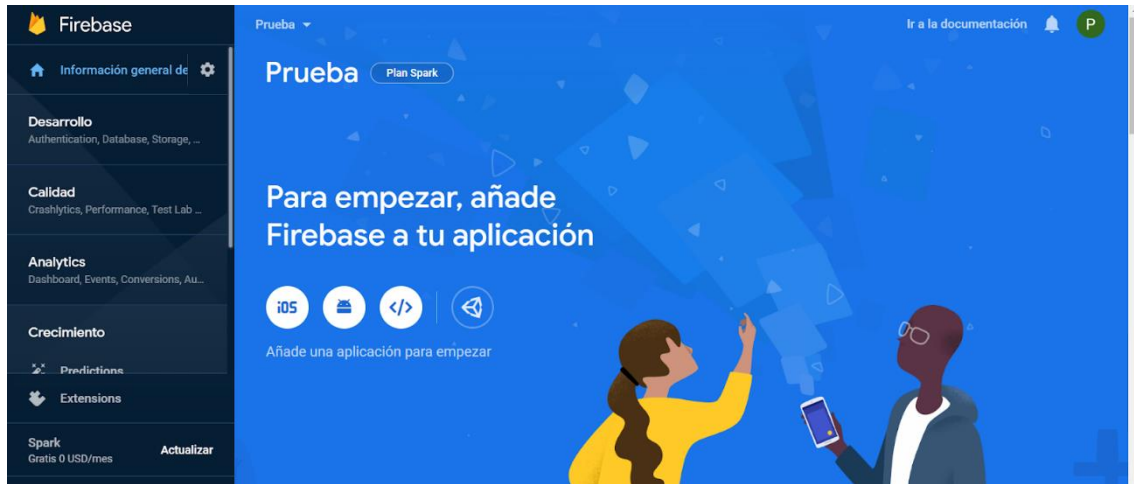 Firebase
Prueba
Ir a la documentación
P
Información general de
Prueba
Plan Spark
Desarrollo
Authentication, Database, Storage, ...
Calidad
Crashlytics, Performance, Test Lab ...
Para empezar, añade
Firebase a tu aplicación
Analytics
Dashboard, Events, Conversions, Au...
iOS
</>
Crecimiento
Añade una aplicación para empezar
Predictions
Extensions
Spark
Gratis 0 USD/mes
Actualizar